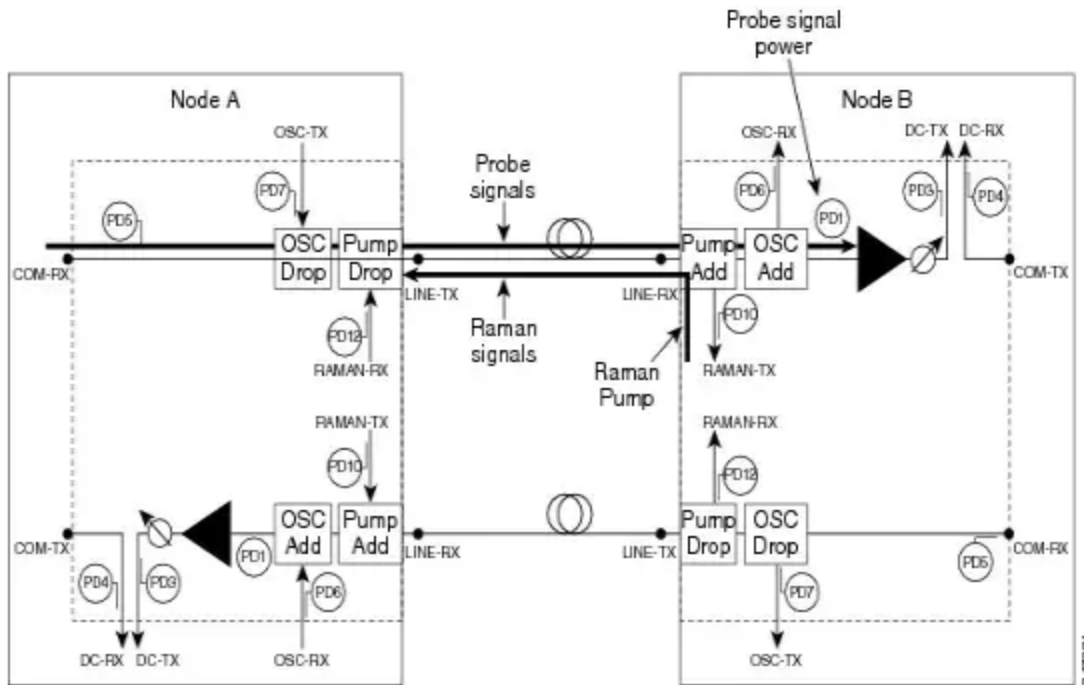 Probe signal
power
Node A
Node B
OSC-TX
OSC-RX
DC-TX
DC-RX
Probe
signals
PD7
PD6
PD3
PD4
PD5
PD1
OSC
Drop
Pump
Drop
Pump
Add
OSC
Add
COM-RX
LINE-TX
LINE-RX
COM-TX
PD12
Raman
signals
PD10
RAMAN-RX
Raman
Pump
RAMAN-TX
RAMAN-TX
RAMAN-RX
PD10
PD12
OSC
Add
Pump
Add
Pump
Drop
OSC
Drop
COM-TX
PD1
LINE-RX
LINE-TX
PD5
COM-RX
PD4
PD3
PD6
PD7
DC-RX
DC-TX
OSC-RX
OSC-TX